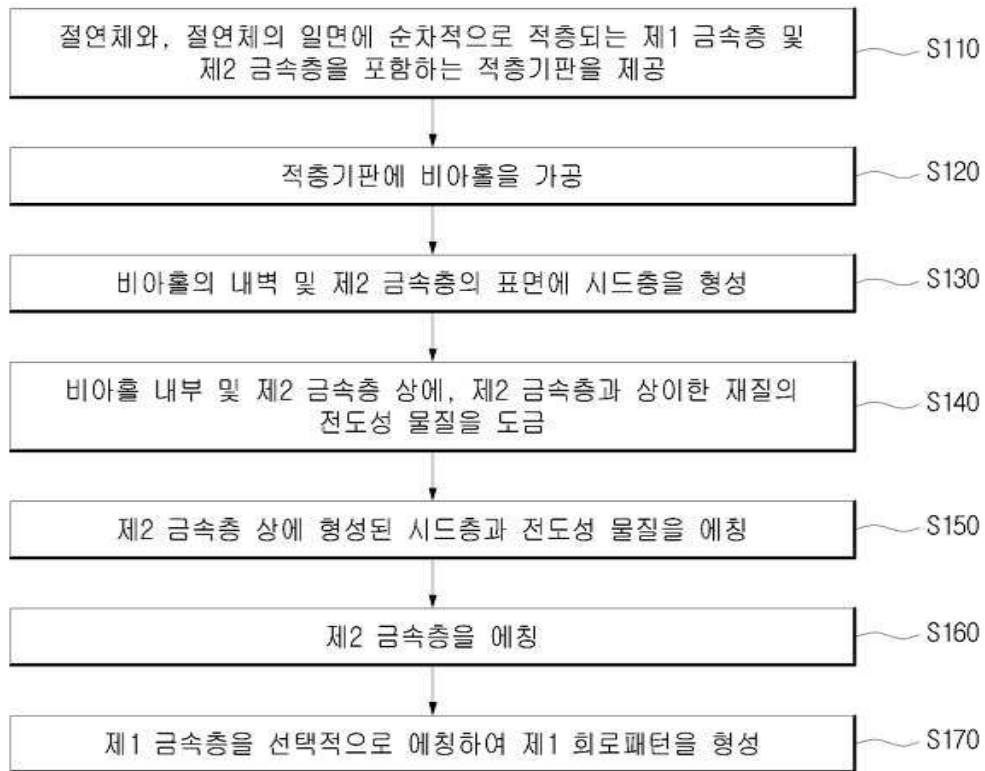 절연체와, 절연체의 일면에 순차적으로 적층되는 제1 금속층 및
제2 금속층을 포함하는 적층기판을 제공
S110
적층기판에 비아홀을 가공
S120
비아홀의 내벽 및 제2 금속층의 표면에 시드층을 형성
S130
비아홀 내부 및 제2 금속층 상에, 제2 금속층과 상이한 재질의
전도성 물질을 도금
S140
제2 금속층 상에 형성된 시드층과 전도성 물질을 에칭
S150
제2 금속층을 에칭
S160
제1 금속층을 선택적으로 에칭하여 제1 회로패턴을 형성
S170